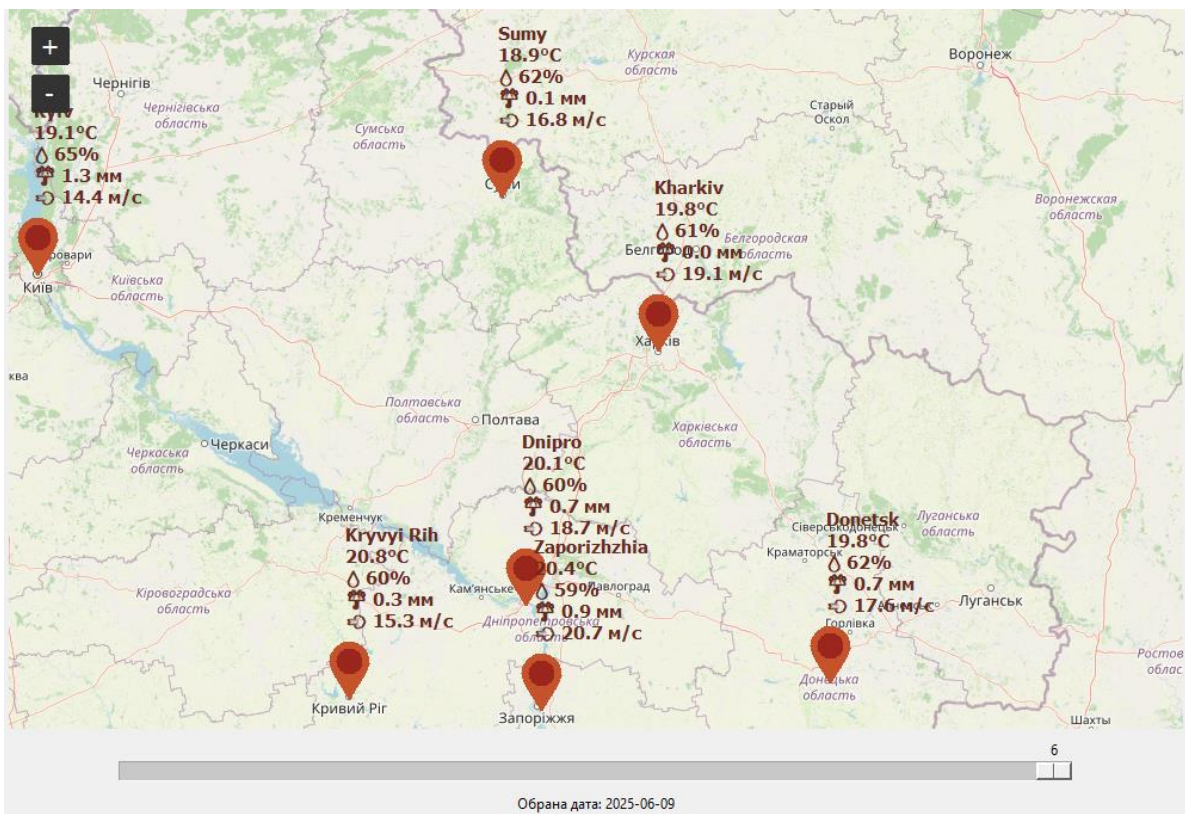 +
-
Чернігів
Чернігівська
область
Kyiv
19.1°C
65%
1.3 мм
14.4 м/с
Київ
Київська
область
Sumy
18.9°C
62%
0.1 мм
16.8 м/с
Суми
Сумська
область
Курская
область
Воронеж
Старый
Оскол
Воронежская
область
Kharkiv
19.8°C
61%
0.0 мм
19.1 м/с
Белгородская
область
Харків
Харківська
область
ква
Полтавська
область
Полтава
Черкаси
Черкаська
область
Кременчук
Dnipro
20.1°C
60%
0.7 мм
18.7 м/с
Kryvyi Rih
20.8°C
60%
0.3 мм
15.3 м/с
Кривий Ріг
Кіровоградська
область
Кам'янське
Zaporizhzhia
20.4°C
59%
0.9 мм
20.7 м/с
Дніпропетровська
Запоріжжя
Donetsk
19.8°C
62%
0.7 мм
17.6 м/с
Краматорськ
Горлівка
Донецька
область
Луганська
область
Луганськ
Ростов
облас
Шахты
6
Обрана дата: 2025-06-09